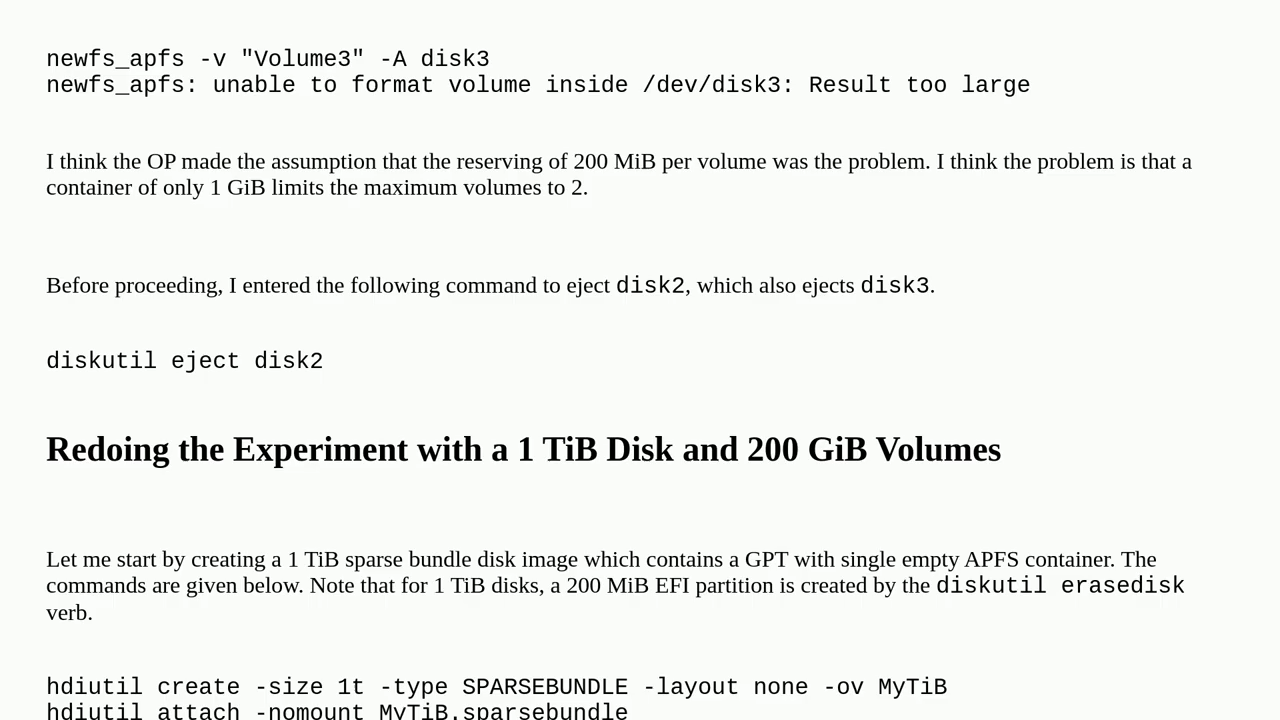 newfs_apfs -v "Volume3" -A disk3
newfs_apfs: unable to format volume inside /dev/disk3: Result too large
I think the OP made the assumption that the reserving of 200 MiB per volume was the problem. I think the problem is that a
container of only 1 GiB limits the maximum volumes to 2.
Before proceeding, I entered the following command to eject disk2, which also ejects disk3.
diskutil eject disk2
Redoing the Experiment with a 1 TiB Disk and 200 GiB Volumes
Let me start by creating a 1 TiB sparse bundle disk image which contains a GPT with single empty APFS container. The
commands are given below. Note that for 1 TiB disks, a 200 MiB EFI partition is created by the diskutil erasedisk
verb.
hdiutil create -size 1t -type SPARSEBUNDLE -layout none -ov MyTiB
hdiutil attach -nomount MyTiB.sparsebundle